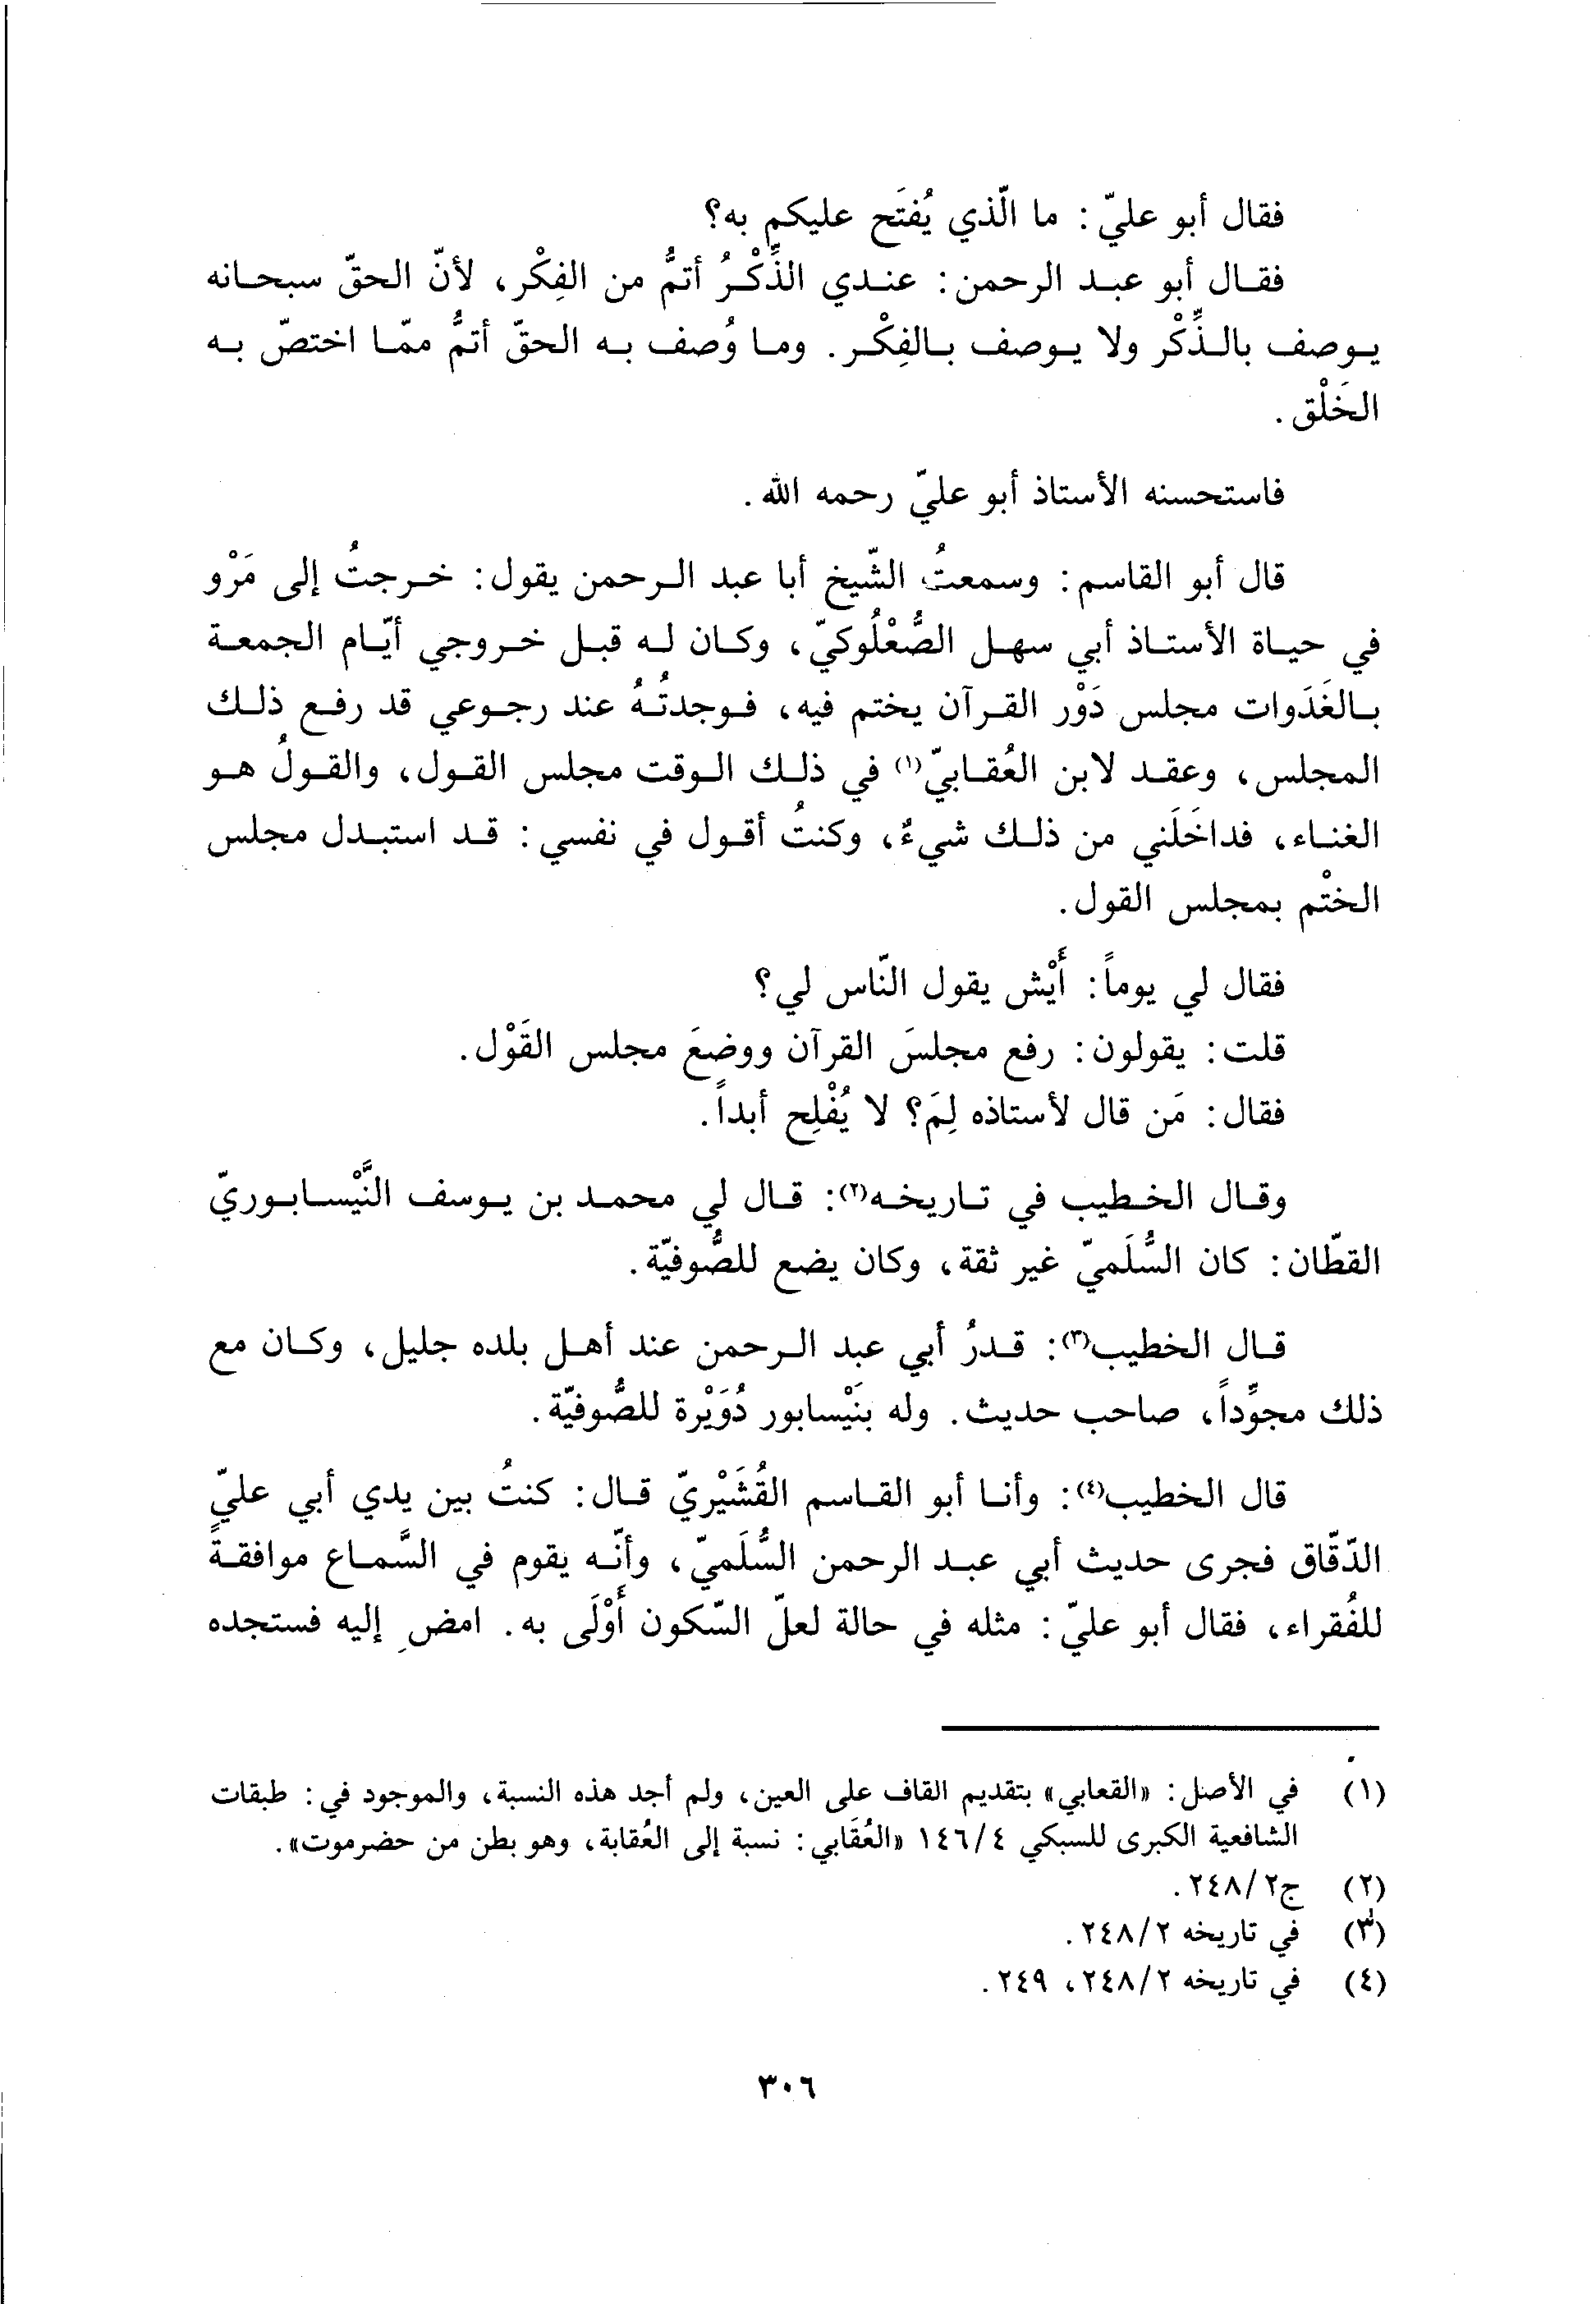 فقال أبو عليّ: ما الّذي يُفتَح عليكم به؟
فقال أبو عبد الرحمن: عندي الذِّكْرُ أتمُّ من الفِكْر، لأنّ الحقّ سبحانه
يوصف بالذِّكْر ولا يوصف بالفِكْر. وما وُصف به الحقّ أتمُّ ممّا اختصّ به
الخَلْق.
فاستحسنه الأستاذ أبو عليّ رحمه الله.
قال أبو القاسم: وسمعتُ الشّيخ أبا عبد الرحمن يقول: خرجتُ إلى مَرْو
في حياة الأستاذ أبي سهل الصُّعْلُوكيّ، وكان له قبل خروجي أيّام الجمعة
بالغَدَوات مجلس دَوْر القرآن يختم فيه، فوجدتُهُ عند رجوعي قد رفع ذلك
المجلس، وعقد لابن العُقابيّ(١) في ذلك الوقت مجلس القول، والقولُ هو
الغناء، فداخَلَني من ذلك شيءٌ، وكنتُ أقول في نفسي: قد استبدل مجلس
الختْم بمجلس القول.
فقال لي يوماً: أَيْش يقول النّاس لي؟
قلت: يقولون: رفع مجلسَ القرآن ووضعَ مجلس القَوْل.
فقال: مَن قال لأستاذه لِمَ؟ لا يُفْلِح أبداً.
وقال الخطيب في تاريخه(٢): قال لي محمد بن يوسف النَّيْسابوريّ
القطّان: كان السُّلَميّ غير ثقة، وكان يضع للصُّوفيّة.
قال الخطيب(٣): قدرُ أبي عبد الرحمن عند أهل بلده جليل، وكان مع
ذلك مجوِّداً، صاحب حديث. وله بنَيْسابور دُوَيْرة للصُّوفيّة.
قال الخطيب(٤): وأنا أبو القاسم القُشَيْريّ قال: كنتُ بين يدي أبي عليّ
الدّقّاق فجرى حديث أبي عبد الرحمن السُّلَميّ، وأنّه يقوم في السَّماع موافقةً
للفُقراء، فقال أبو عليّ: مثله في حالة لعلّ السّكون أَوْلَى به. امضِ إليه فستجده
(١) في الأصل: «القعابي» بتقديم القاف على العين، ولم أجد هذه النسبة، والموجود في: طبقات
الشافعية الكبرى للسبكي ١٤٦/٤ «العُقَابي: نسبة إلى العُقابة، وهو بطن من حضرموت».
(٢) ج٢٤٨/٢.
(٣) في تاريخه ٢٤٨/٢.
(٤) في تاريخه ٢٤٨/٢، ٢٤٩.
٣٠٦